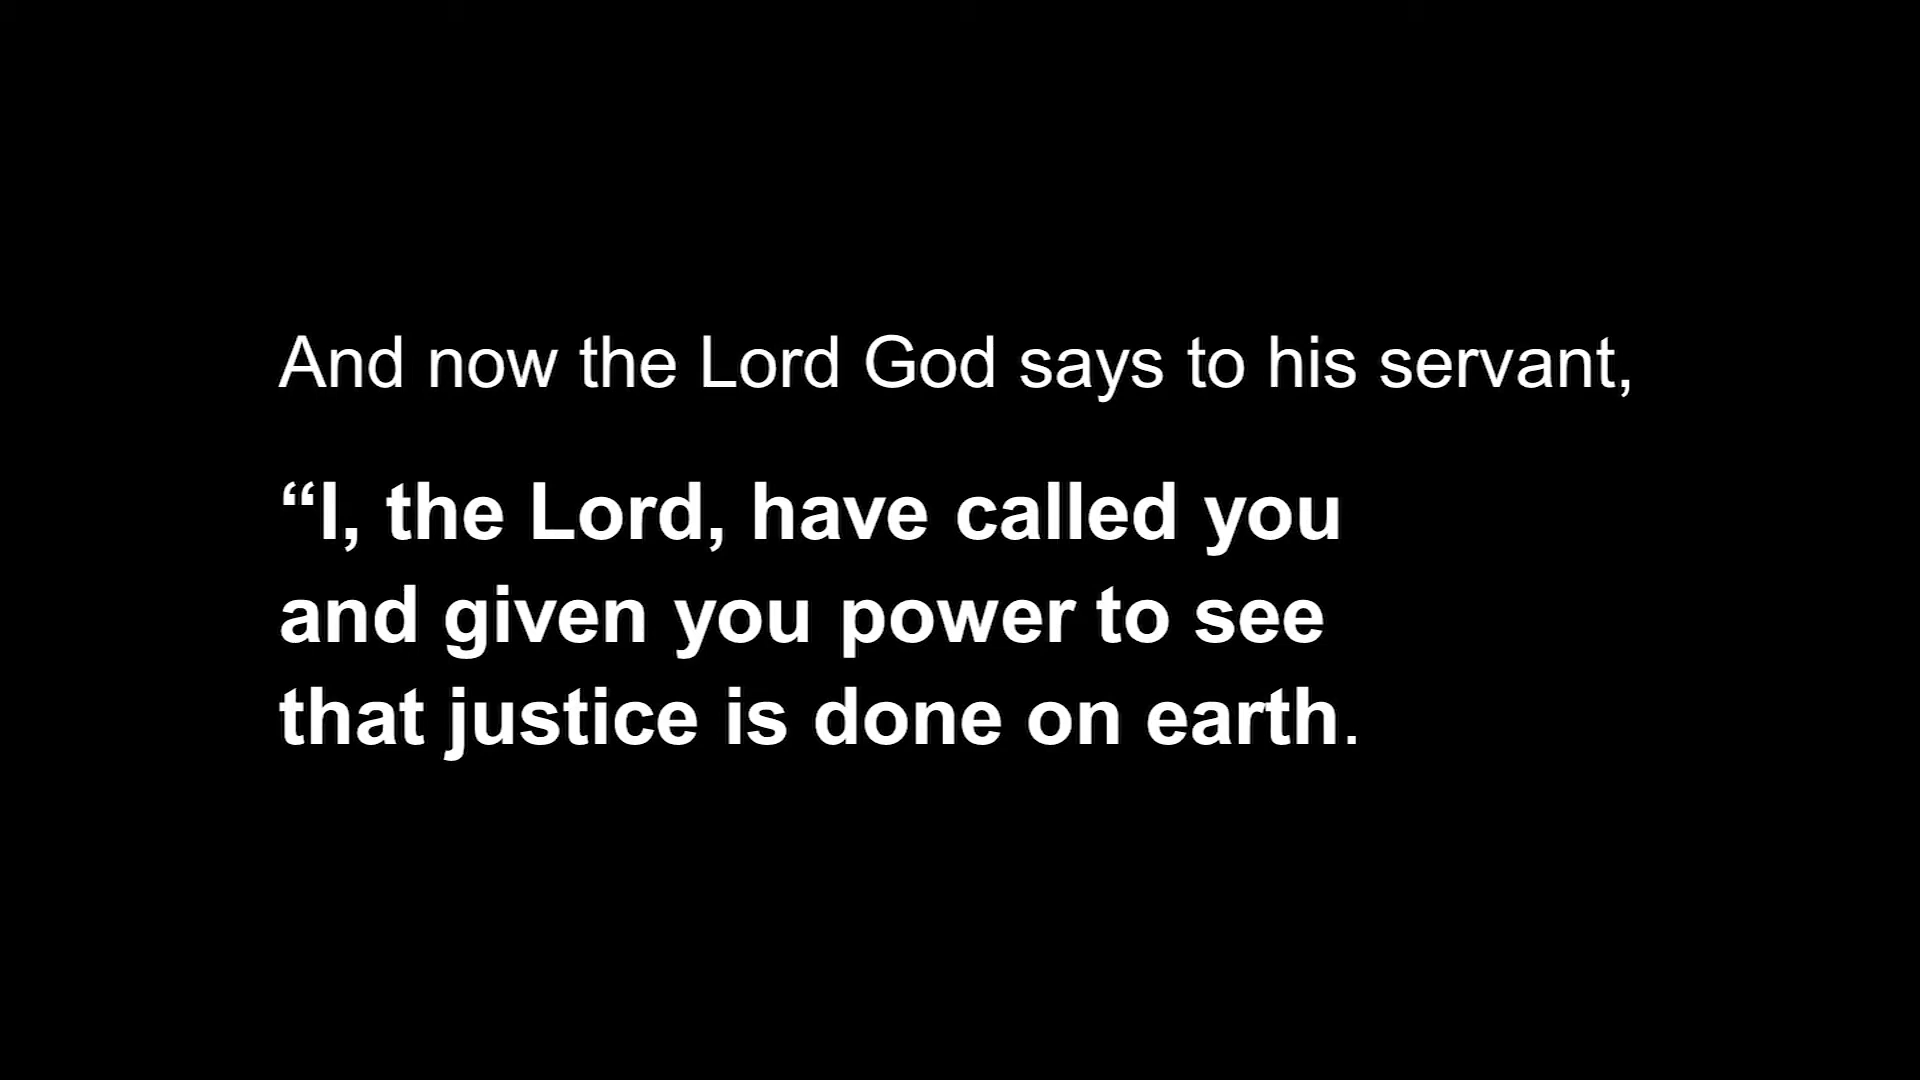 And now the Lord God says to his servant,
“I, the Lord, have called you
and given you power to see
that justice is done on earth.